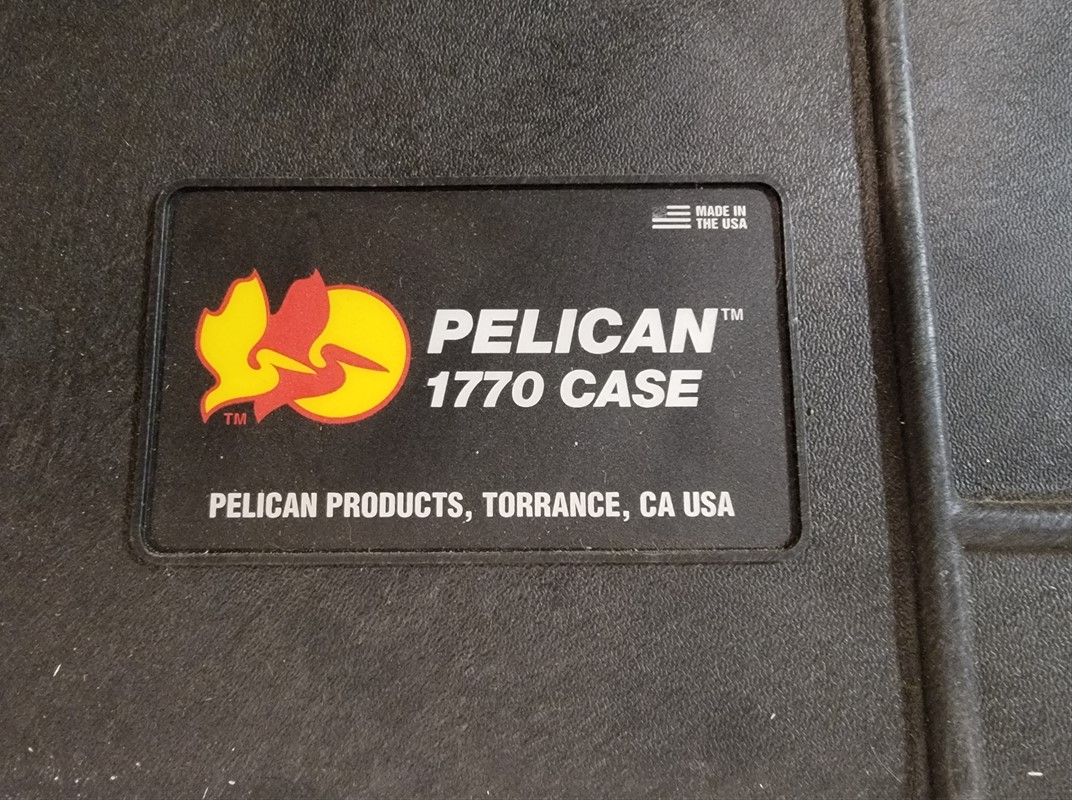 MADE IN
THE USA
PELICAN™
1770 CASE
TM
PELICAN PRODUCTS, TORRANCE, CA USA